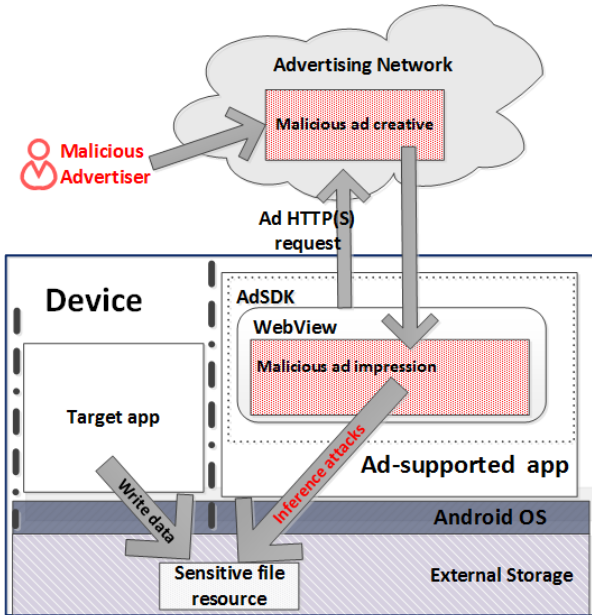 Advertising Network
Malicious ad creative
Malicious
Advertiser
Ad HTTP(S)
request
Device
AdSDK
WebView
Malicious ad impression
Target app
Inference attacks
Ad-supported app
Write data
Android OS
Sensitive file
resource
External Storage